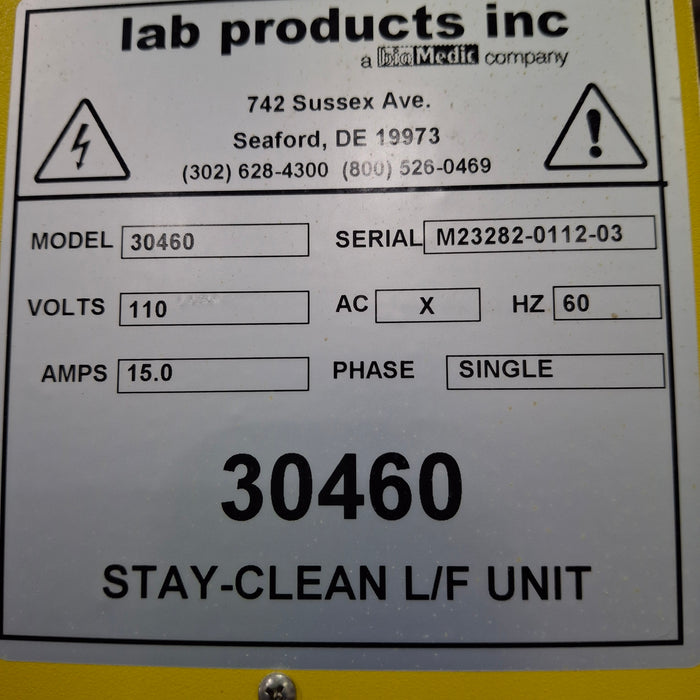 lab products inc
a bioMedic company
742 Sussex Ave.
Seaford, DE 19973
(302) 628-4300 (800) 526-0469
MODEL 30460 SERIAL M23282-0112-03
VOLTS 110 AC X HZ 60
AMPS 15.0 PHASE SINGLE
30460
STAY-CLEAN L/F UNIT